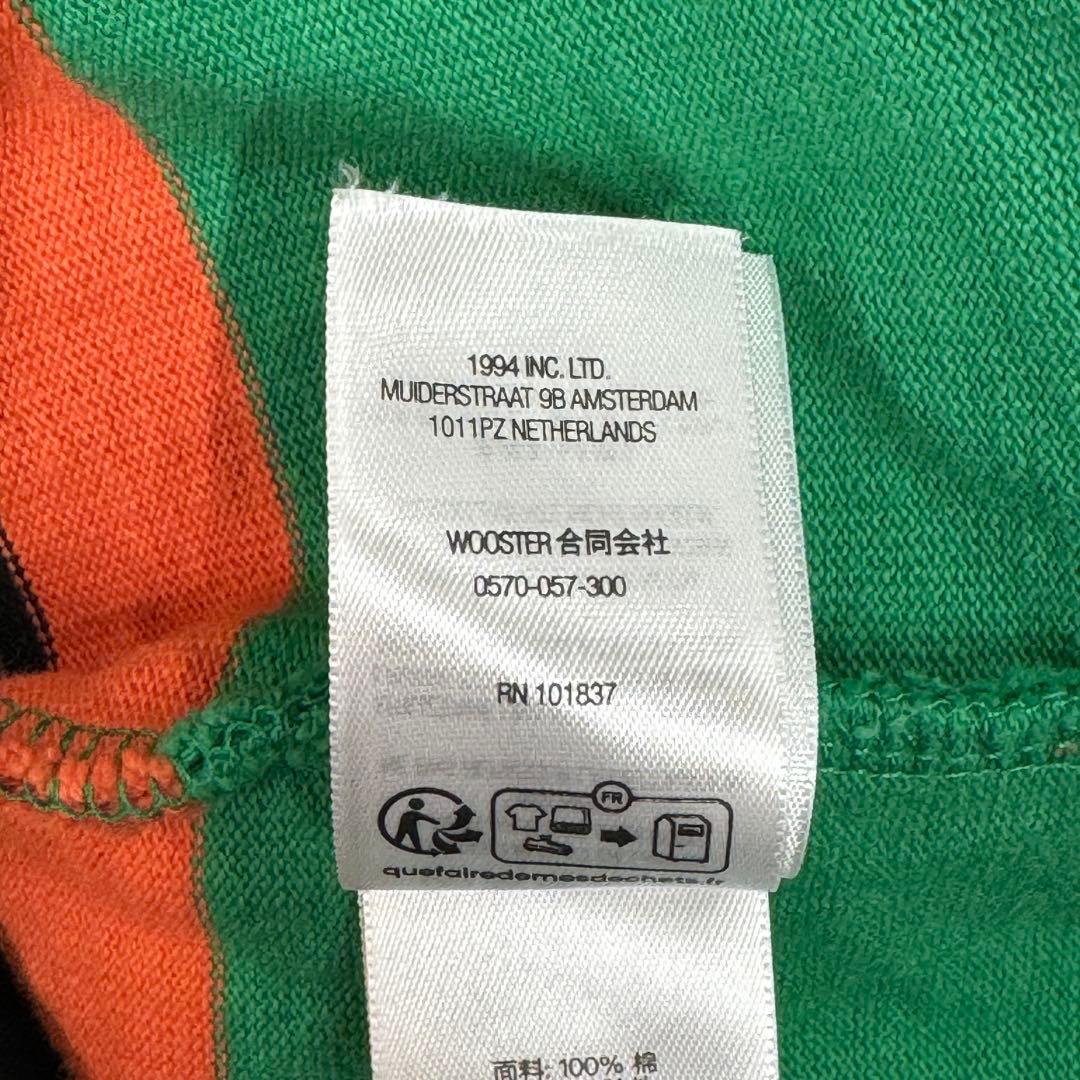 1994 INC. LTD.
MUIDERSTRAAT 9B AMSTERDAM
1011PZ NETHERLANDS
WOOSTER 合同会社
0570-057-300
RN 101837
FR
quefairedemesdechets.fr
面料: 100% 棉